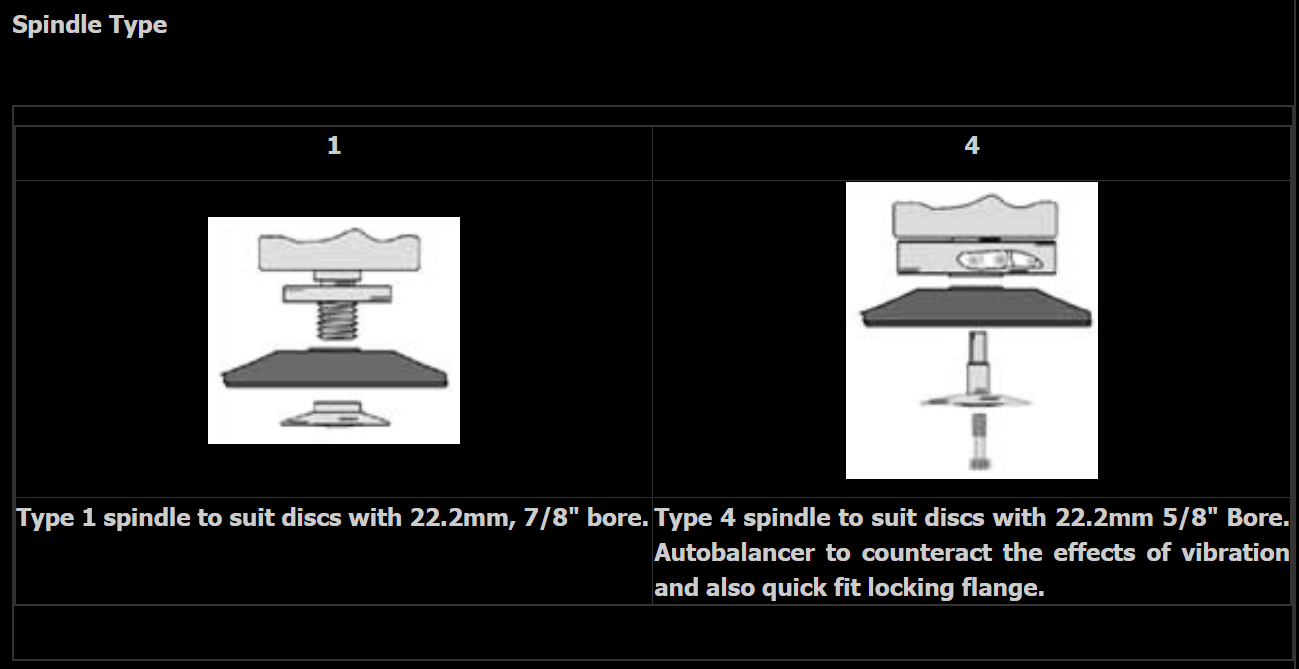 Spindle Type
1
4
Type 1 spindle to suit discs with 22.2mm, 7/8" bore.
Type 4 spindle to suit discs with 22.2mm 5/8" Bore.
Autobalancer to counteract the effects of vibration
and also quick fit locking flange.